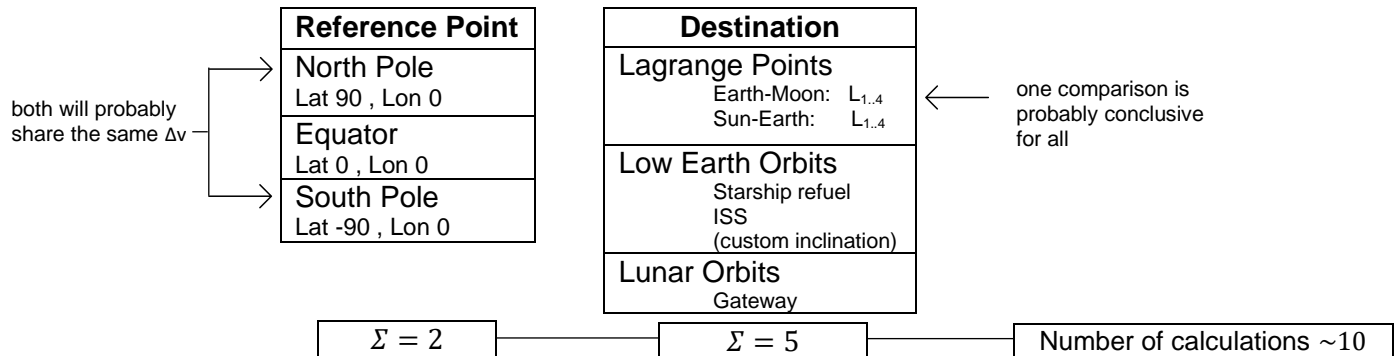 Reference Point
North Pole
Lat 90 , Lon 0
Equator
Lat 0 , Lon 0
South Pole
Lat -90 , Lon 0
both will probably
share the same Δv
Destination
Lagrange Points
Earth-Moon: L1..4
Sun-Earth: L1..4
Low Earth Orbits
Starship refuel
ISS
(custom inclination)
Lunar Orbits
Gateway
one comparison is
probably conclusive
for all
Σ = 2
Σ = 5
Number of calculations ~10